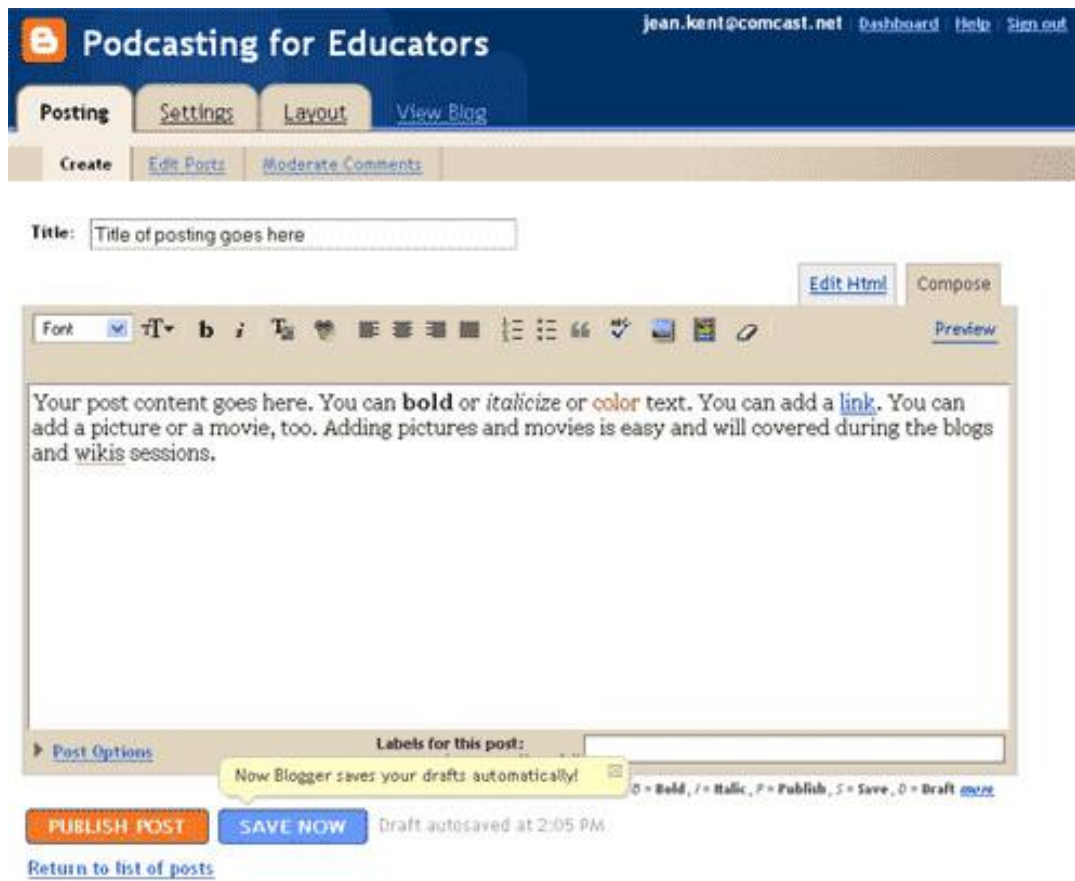 jean.kent@comcast.net Dashboard Help Sign out
Podcasting for Educators
Posting Settings Layout View Blog
Create Edit Posts Moderate Comments
Title: Title of posting goes here
Edit Html Compose
Font T b i T ABC Preview
Your post content goes here. You can bold or italicize or color text. You can add a link. You can
add a picture or a movie, too. Adding pictures and movies is easy and will covered during the blogs
and wikis sessions.
Post Options Labels for this post:
Now Blogger saves your drafts automatically!
B = Bold, I = Italic, P = Publish, S = Save, D = Draft more
PUBLISH POST SAVE NOW Draft autosaved at 2:05 PM
Return to list of posts